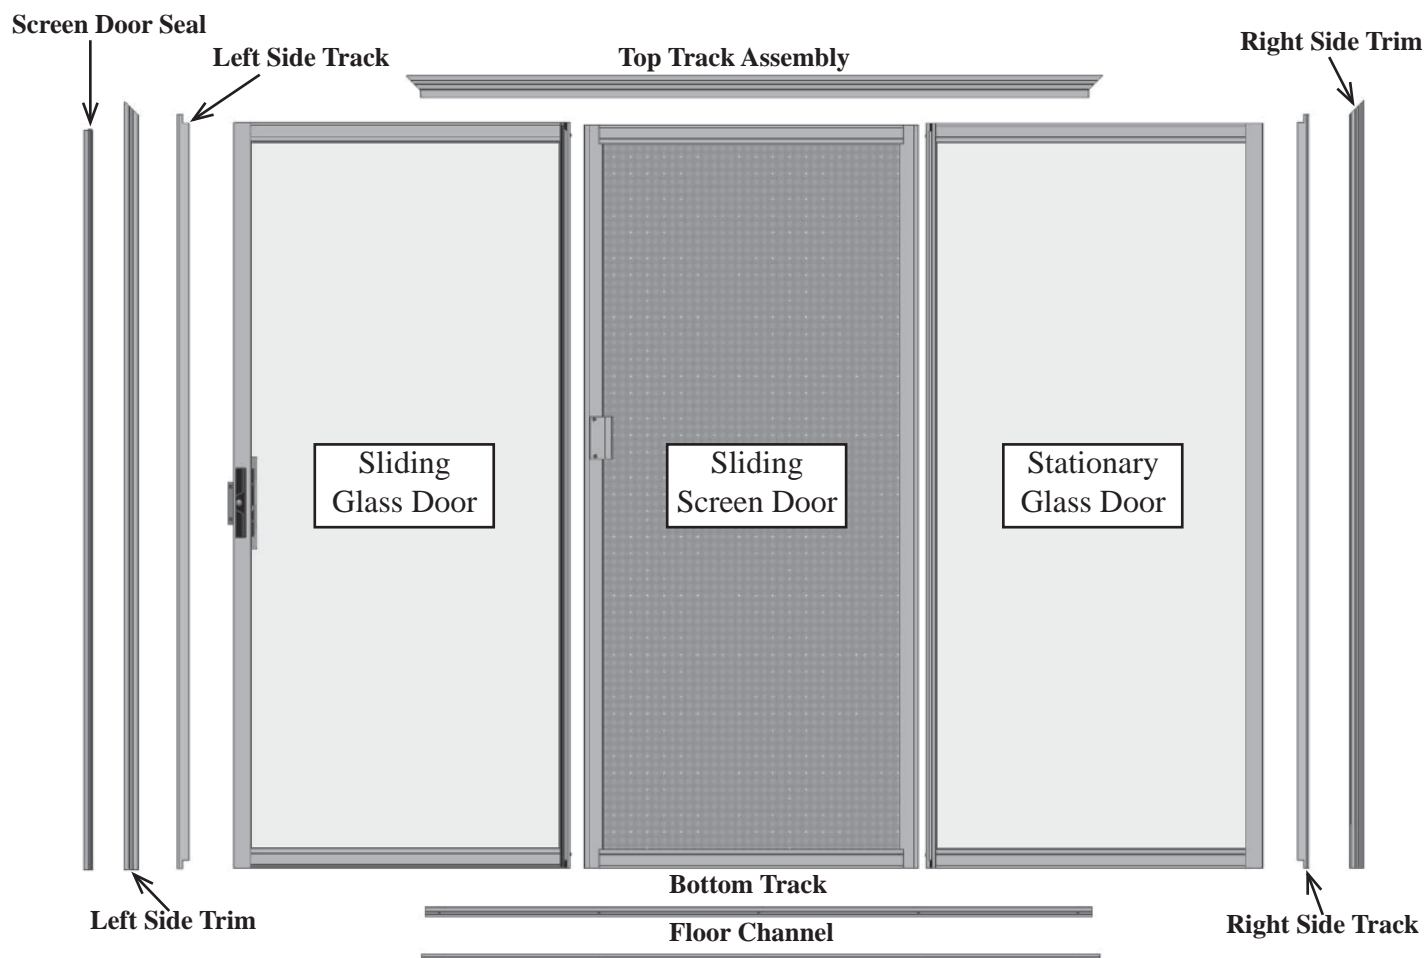 Screen Door Seal
Left Side Track
Top Track Assembly
Right Side Trim
Sliding
Glass Door
Sliding
Screen Door
Stationary
Glass Door
Bottom Track
Left Side Trim
Floor Channel
Right Side Track